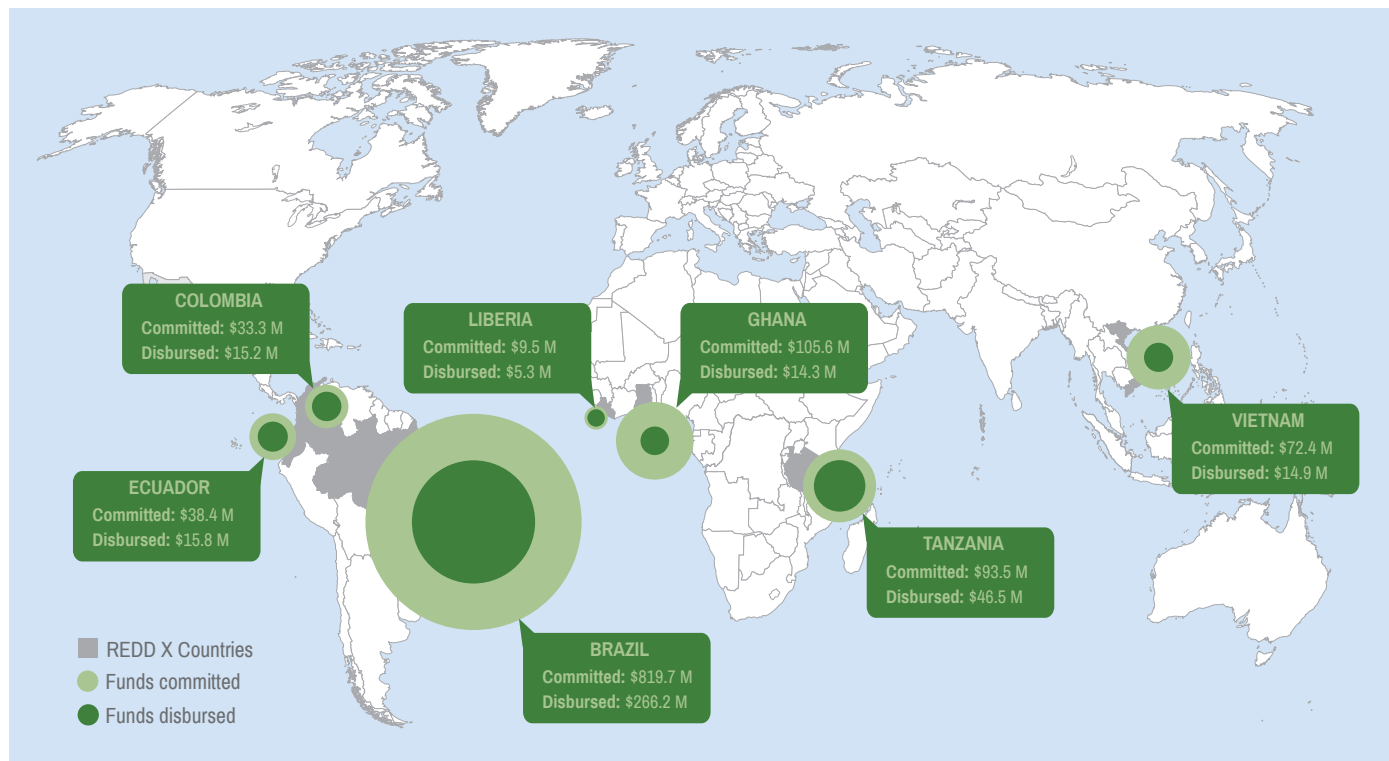 COLOMBIA
Committed: $33.3 M
Disbursed: $15.2 M
LIBERIA
Committed: $9.5 M
Disbursed: $5.3 M
GHANA
Committed: $105.6 M
Disbursed: $14.3 M
VIETNAM
Committed: $72.4 M
Disbursed: $14.9 M
ECUADOR
Committed: $38.4 M
Disbursed: $15.8 M
TANZANIA
Committed: $93.5 M
Disbursed: $46.5 M
BRAZIL
Committed: $819.7 M
Disbursed: $266.2 M
REDD X Countries
Funds committed
Funds disbursed